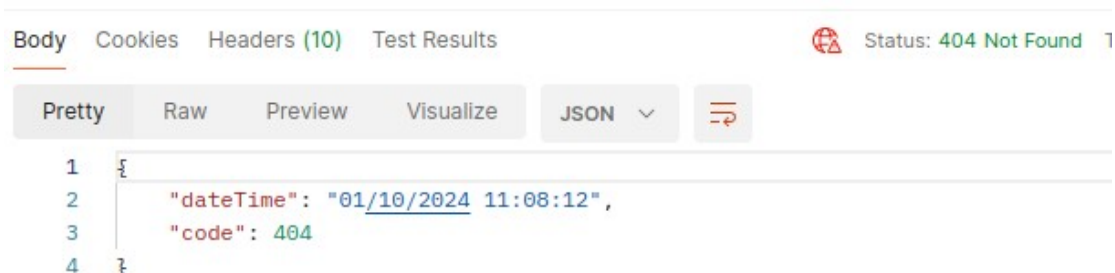 Body Cookies Headers (10) Test Results Status: 404 Not Found
Pretty Raw Preview Visualize JSON
1 {
2 "dateTime": "01/10/2024 11:08:12",
3 "code": 404
4 }